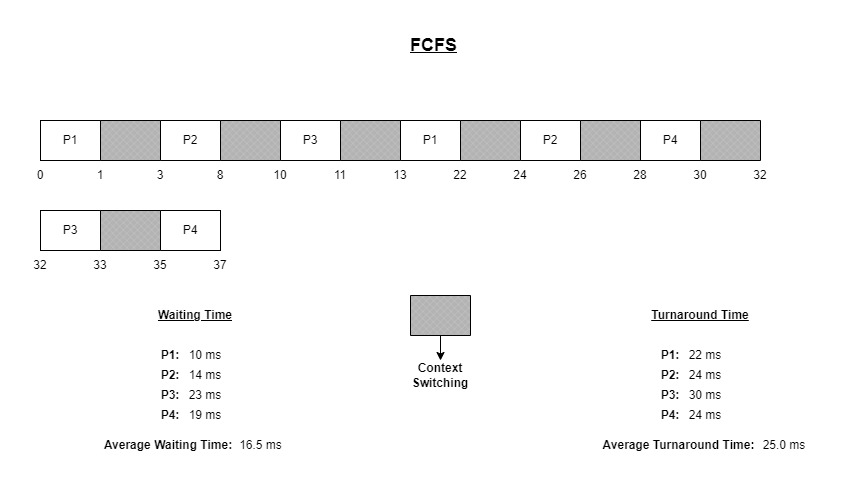 FCFS
P1 P2 P3 P1 P2 P4
0 1 3 8 10 11 13 22 24 26 28 30 32
P3 P4
32 33 35 37
Waiting Time
P1: 10 ms
P2: 14 ms
P3: 23 ms
P4: 19 ms
Average Waiting Time: 16.5 ms
Context
Switching
Turnaround Time
P1: 22 ms
P2: 24 ms
P3: 30 ms
P4: 24 ms
Average Turnaround Time: 25.0 ms